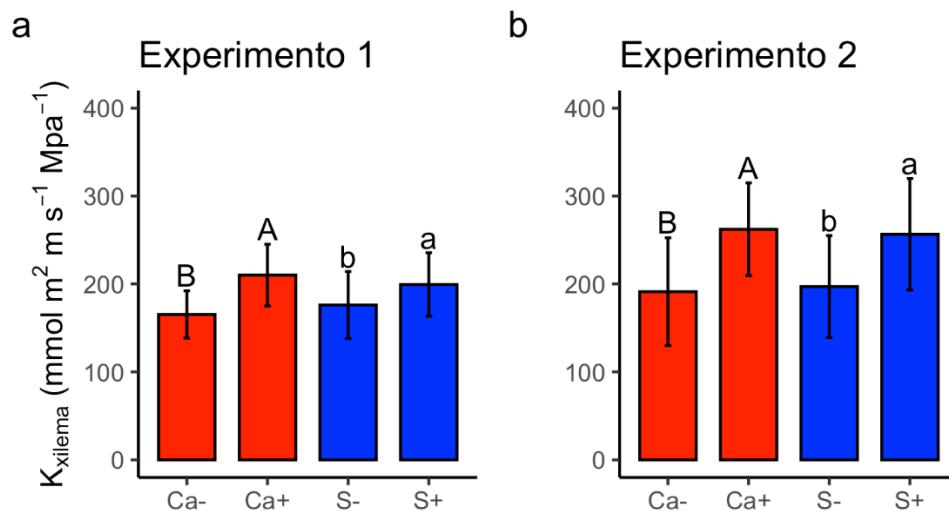 a
Experimento 1
K_xilema (mmol m² m s⁻¹ Mpa⁻¹)
400
300
200
100
0
B
A
b
a
Ca-
Ca+
S-
S+
b
Experimento 2
400
300
200
100
0
B
A
b
a
Ca-
Ca+
S-
S+